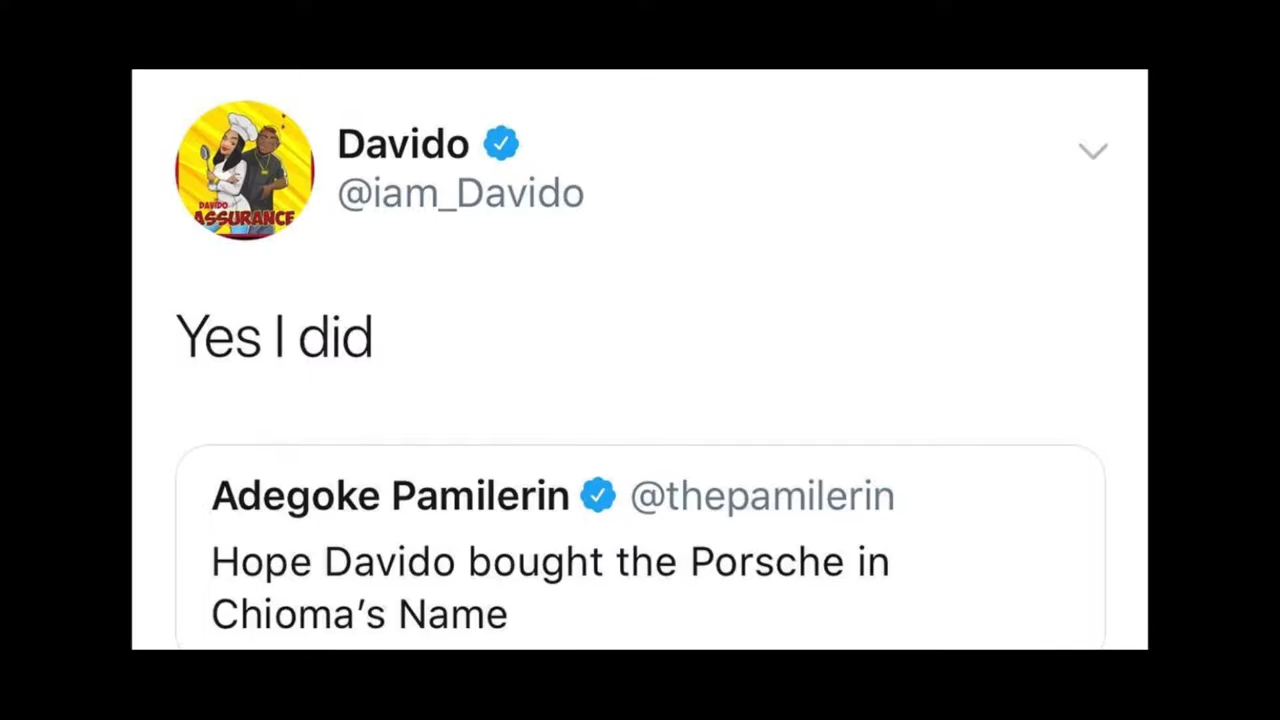 DAVIDO
ASSURANCE
Davido
@iam_Davido
Yes I did
Adegoke Pamilerin @thepamilerin
Hope Davido bought the Porsche in
Chioma’s Name